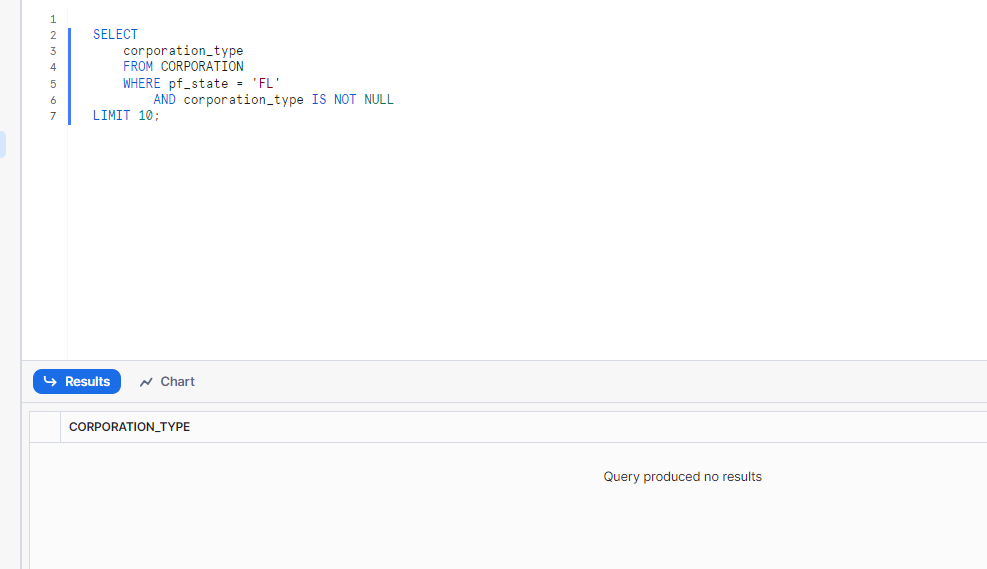 1
2 SELECT
3 corporation_type
4 FROM CORPORATION
5 WHERE pf_state = 'FL'
6 AND corporation_type IS NOT NULL
7 LIMIT 10;
Results Chart
CORPORATION_TYPE
Query produced no results